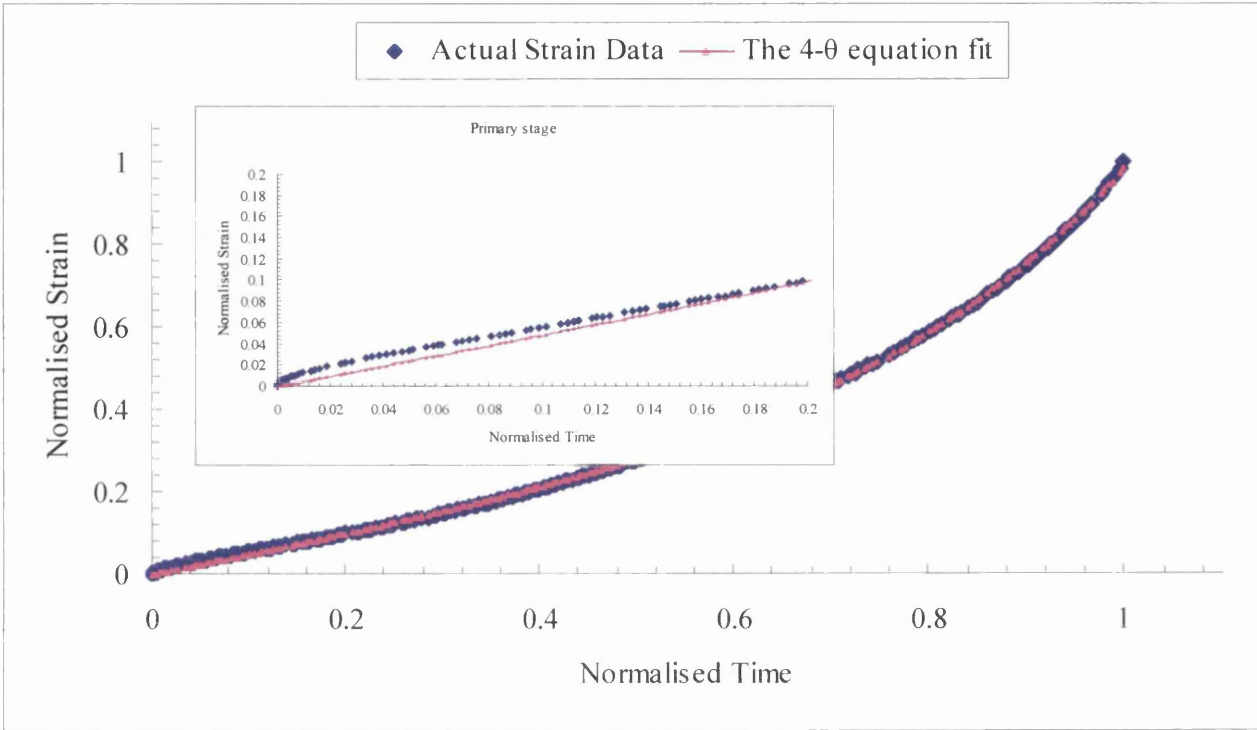 Actual Strain Data The 4-θ equation fit
Primary stage
Normalised Strain
0.2
0.18
0.16
0.14
0.12
0.1
0.08
0.06
0.04
0.02
0
0 0.02 0.04 0.06 0.08 0.1 0.12 0.14 0.16 0.18 0.2
Normalised Time
Normalised Strain
1
0.8
0.6
0.4
0.2
0
0 0.2 0.4 0.6 0.8 1
Normalised Time